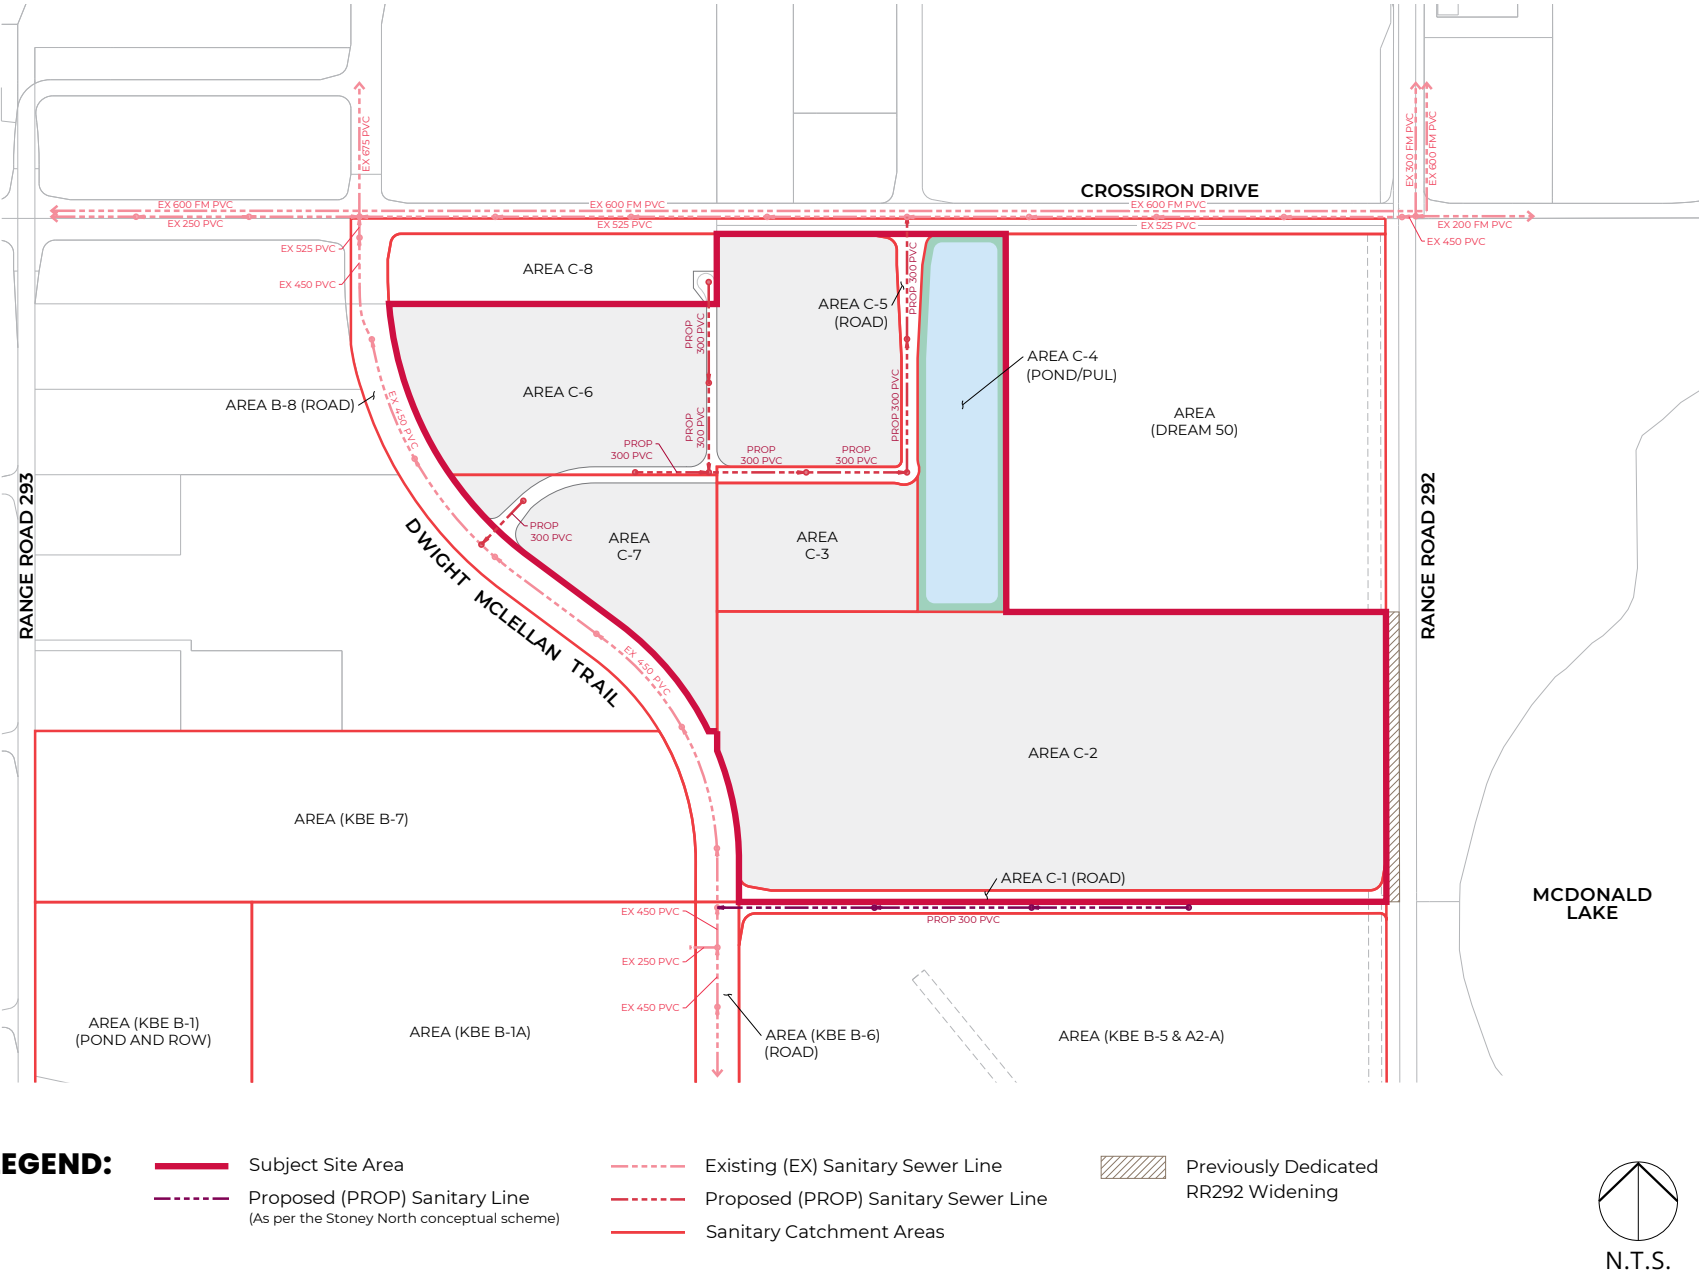 EX 675 PVC
EX 300 FM PVC
EX 600 FM PVC
CROSSIRON DRIVE
EX 600 FM PVC
EX 600 FM PVC
EX 600 FM PVC
EX 250 PVC
EX 525 PVC
EX 525 PVC
EX 200 FM PVC
EX 450 PVC
EX 525 PVC
EX 450 PVC
AREA C-8
PROP 300 PVC
AREA C-5
(ROAD)
PROP
300 PVC
AREA C-4
(POND/PUL)
AREA C-6
AREA B-8 (ROAD)
EX 450 PVC
PROP
300 PVC
PROP 300 PVC
AREA
(DREAM 50)
PROP
300 PVC
PROP
300 PVC
PROP
300 PVC
RANGE ROAD 293
RANGE ROAD 292
PROP
300 PVC
AREA
C-7
AREA
C-3
DWIGHT MCLELLAN TRAIL
EX 450 PVC
AREA C-2
AREA (KBE B-7)
AREA C-1 (ROAD)
MCDONALD
LAKE
EX 450 PVC
PROP 300 PVC
EX 250 PVC
EX 450 PVC
AREA (KBE B-1)
(POND AND ROW)
AREA (KBE B-1A)
AREA (KBE B-6)
(ROAD)
AREA (KBE B-5 & A2-A)
EGEND:
Subject Site Area
Proposed (PROP) Sanitary Line
(As per the Stoney North conceptual scheme)
Existing (EX) Sanitary Sewer Line
Proposed (PROP) Sanitary Sewer Line
Sanitary Catchment Areas
Previously Dedicated
RR292 Widening
N.T.S.